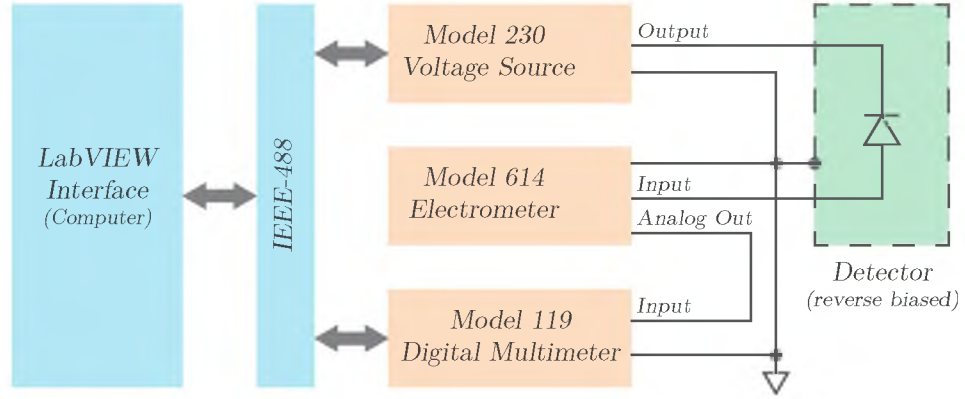 LabVIEW
Interface
(Computer)
IEEE-488
Model 230
Voltage Source
Output
Model 614
Electrometer
Input
Analog Out
Model 119
Digital Multimeter
Input
Detector
(reverse biased)